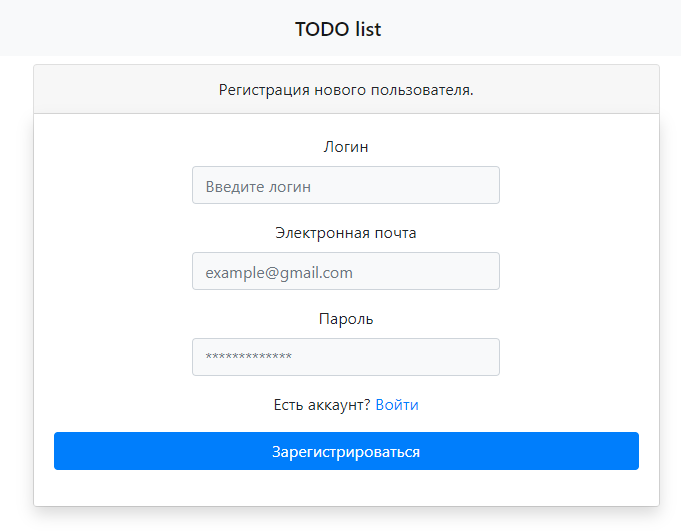 TODO list
Регистрация нового пользователя.
Логин
Введите логин
Электронная почта
example@gmail.com
Пароль
*************
Есть аккаунт? Войти
Зарегистрироваться